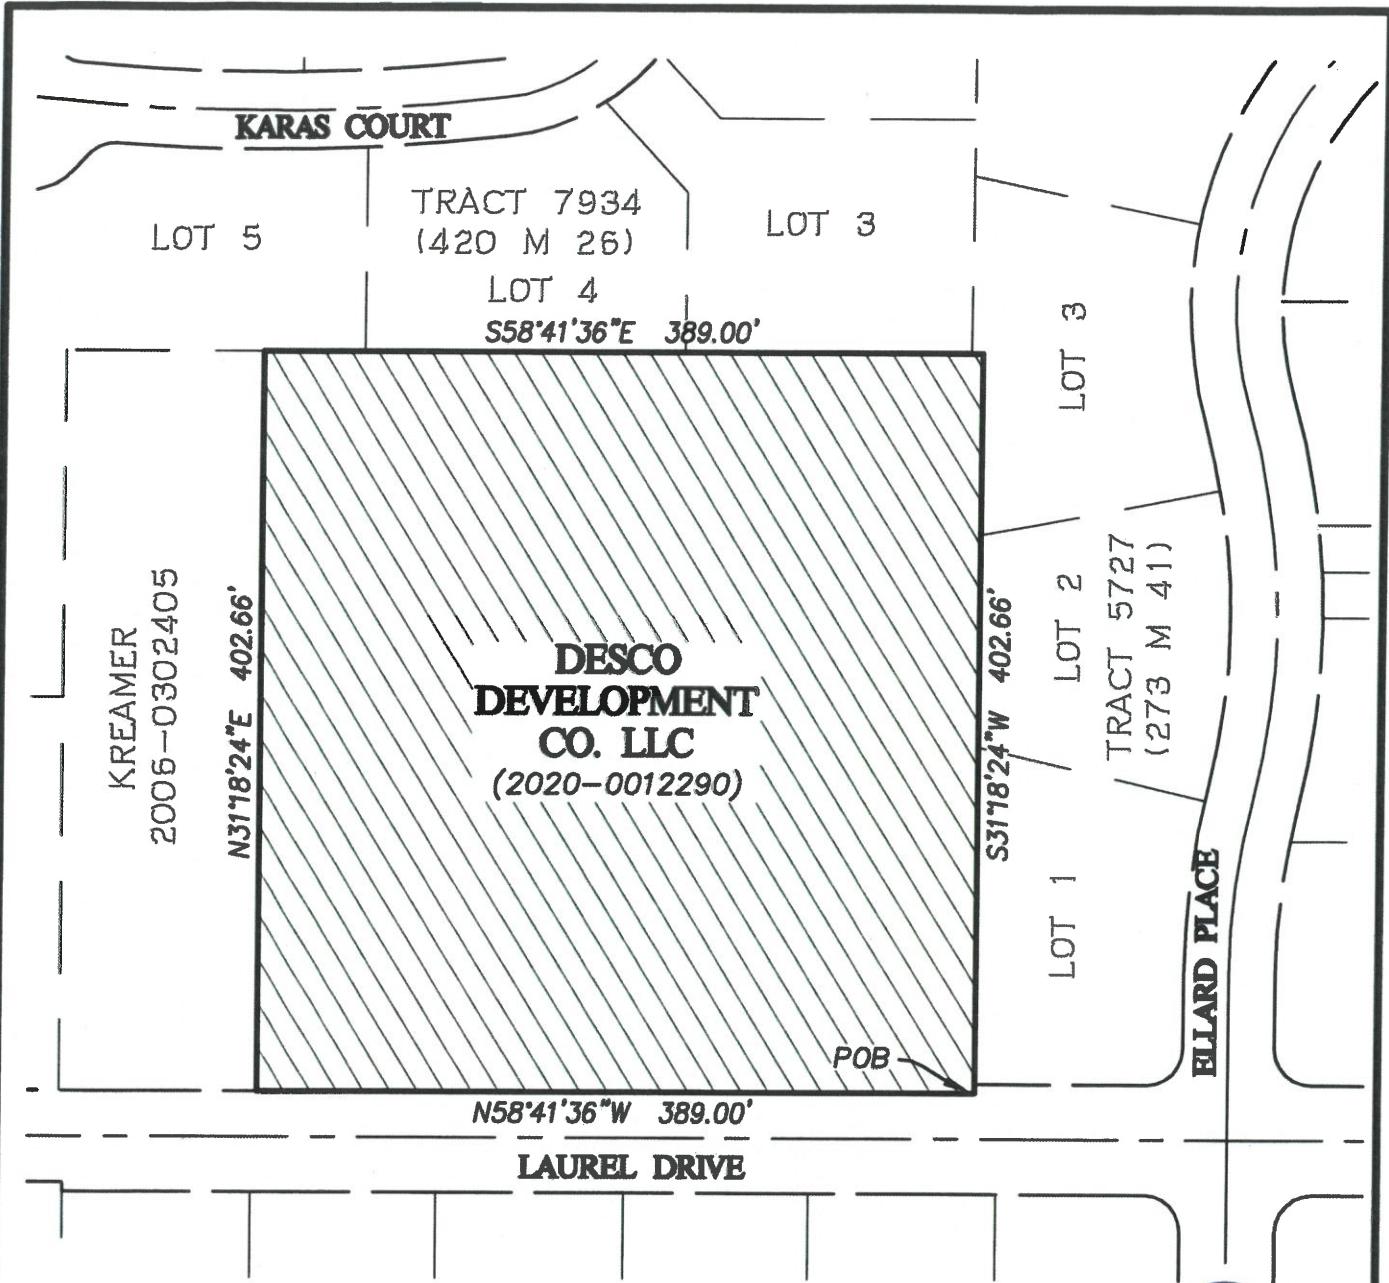 KARAS COURT
TRACT 7934
(420 M 26)
LOT 5
LOT 4
LOT 3
S58°41'36"E 389.00'
LOT 3
KREAMER
2006-0302405
N31°18'24"E 402.66'
DESCO
DEVELOPMENT
CO. LLC
(2020-0012290)
S31°18'24"W 402.66'
LOT 2
TRACT 5727
(273 M 41)
LOT 1
ELLARD PLACE
POB
N58°41'36"W 389.00'
LAUREL DRIVE